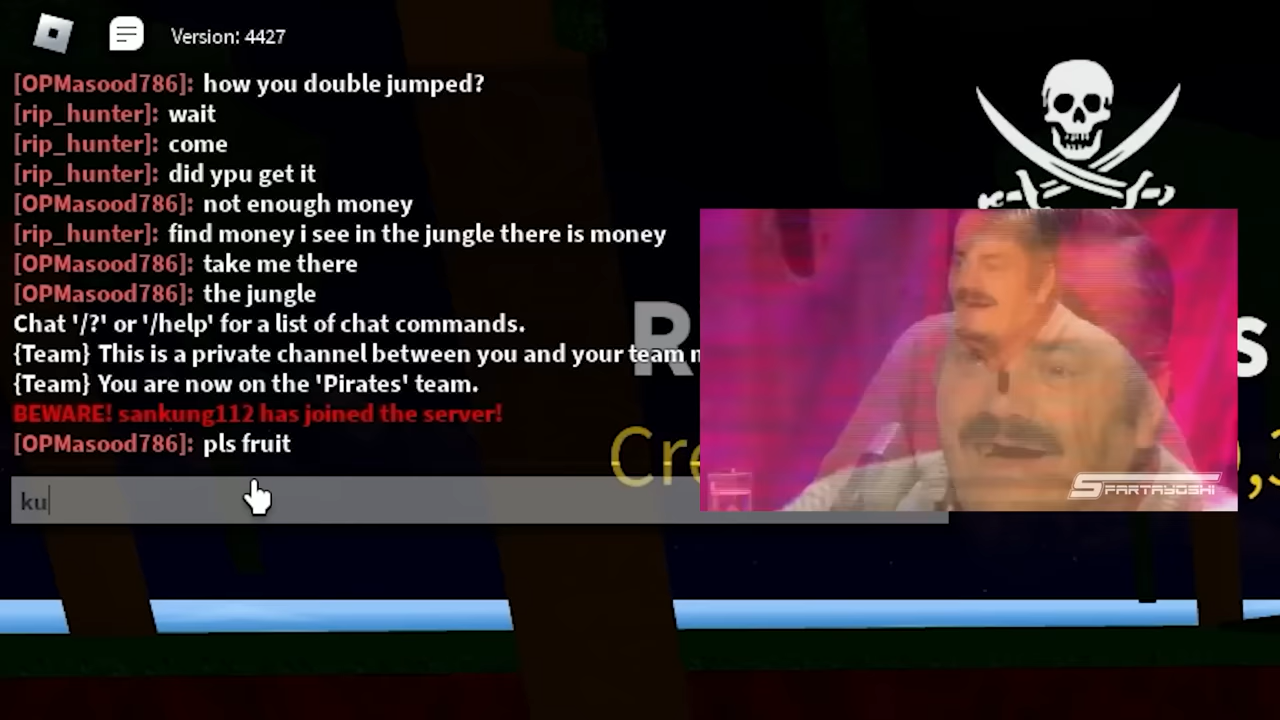 Version: 4427
[OPMasood786]: how you double jumped?
[rip_hunter]: wait
[rip_hunter]: come
[rip_hunter]: did ypu get it
[OPMasood786]: not enough money
[rip_hunter]: find money i see in the jungle there is money
[OPMasood786]: take me there
[OPMasood786]: the jungle
Chat '/?' or '/help' for a list of chat commands.
{Team} This is a private channel between you and your team
{Team} You are now on the 'Pirates' team.
BEWARE! sankung112 has joined the server!
[OPMasood786]: pls fruit
ku
SPARTAYOSHI